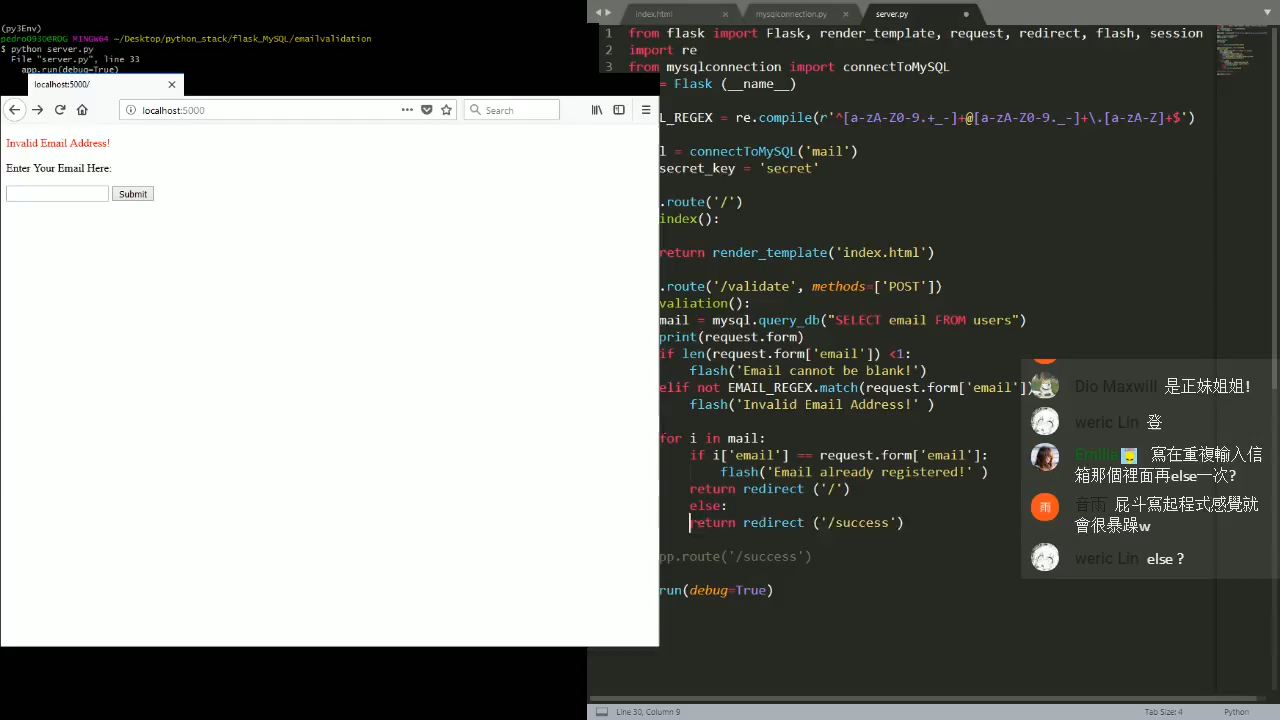 (py3Env)
pedro093@RDG MINGW64 ~/Desktop/python_stack/flask_MySQL/emailvalidation
$ python server.py
File "server.py", line 33
app.run(debug=True)
localhost:5000/
localhost:5000
Search
Invalid Email Address!
Enter Your Email Here:
Submit
index.html
mysqlconnection.py
server.py
1 from flask import Flask, render_template, request, redirect, flash, session
2 import re
3 from mysqlconnection import connectToMySQL
= Flask (__name__)
L_REGEX = re.compile(r'^[a-zA-Z0-9.+_-]+@[a-zA-Z0-9._-]+\.[a-zA-Z]+$')
l = connectToMySQL('mail')
secret_key = 'secret'
.route('/')
index():
return render_template('index.html')
.route('/validate', methods=['POST'])
valiation():
mail = mysql.query_db("SELECT email FROM users")
print(request.form)
if len(request.form['email']) <1:
flash('Email cannot be blank!')
elif not EMAIL_REGEX.match(request.form['email'])
flash('Invalid Email Address!' )
for i in mail:
if i['email'] == request.form['email']:
flash('Email already registered!' )
return redirect ('/')
else:
return redirect ('/success')
pp.route('/success')
run(debug=True)
Dio Maxwill 是正妹姐姐!
weric Lin 登
Emilia 寫在重複輸入信
箱那個裡面再else一次?
雨
音雨 屁斗寫起程式感覺就
會很暴躁w
weric Lin else ?
Line 30, Column 9
Tab Size: 4
Python